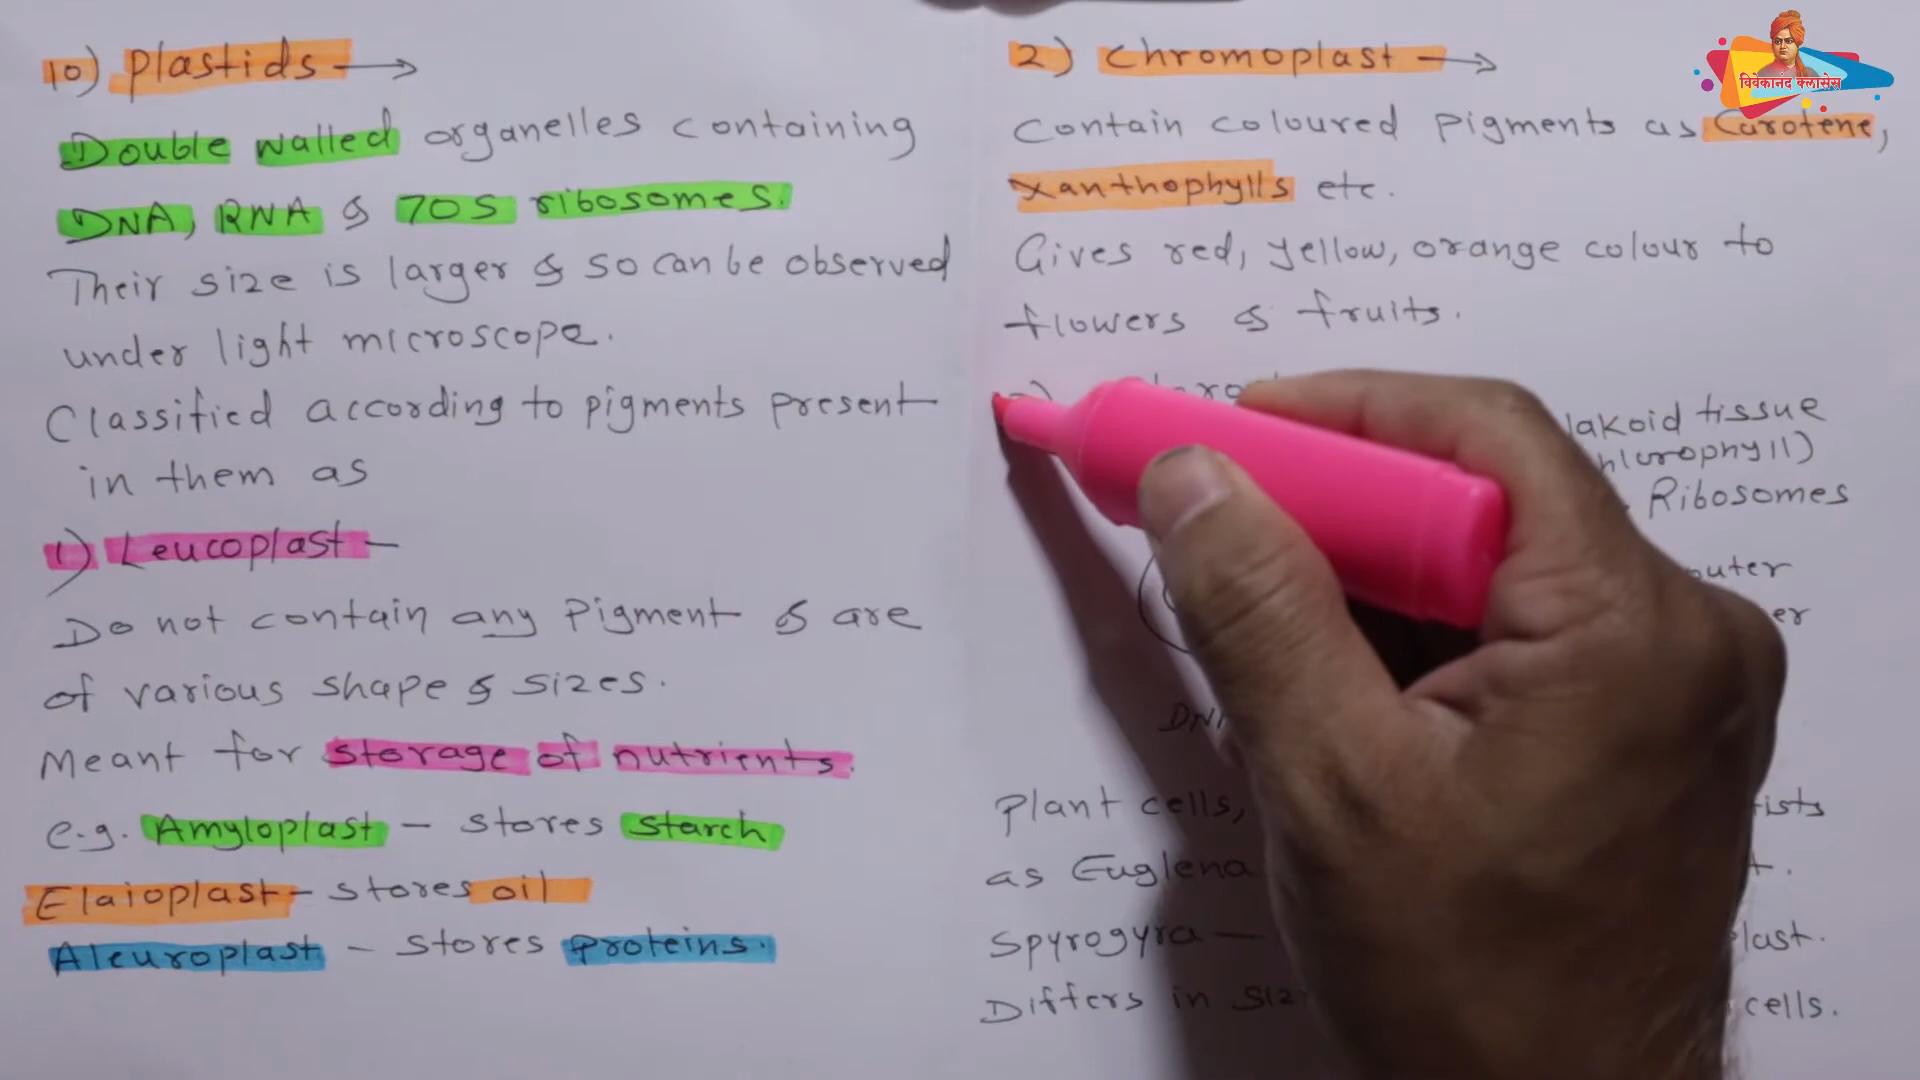 10) Plastids →
Double walled organelles containing
DNA, RNA & 70S ribosomes.
Their size is larger & so can be observed
under light microscope.
Classified according to pigments present
in them as
1) Leucoplast -
Do not contain any Pigment & are
of various shape & sizes.
Meant for storage of nutrients.
e.g. Amyloplast - stores starch
Elaioplast - stores oil
Aleuroplast - stores proteins.
2) Chromoplast →
Contain coloured pigments as Carotene,
Xanthophylls etc.
Gives red, yellow, orange colour to
flowers & fruits.
tissue
Ribosomes
Plant cells,
as Euglena
Spyrogyra —
Differs in cells.
विवेकानंद क्लासेस